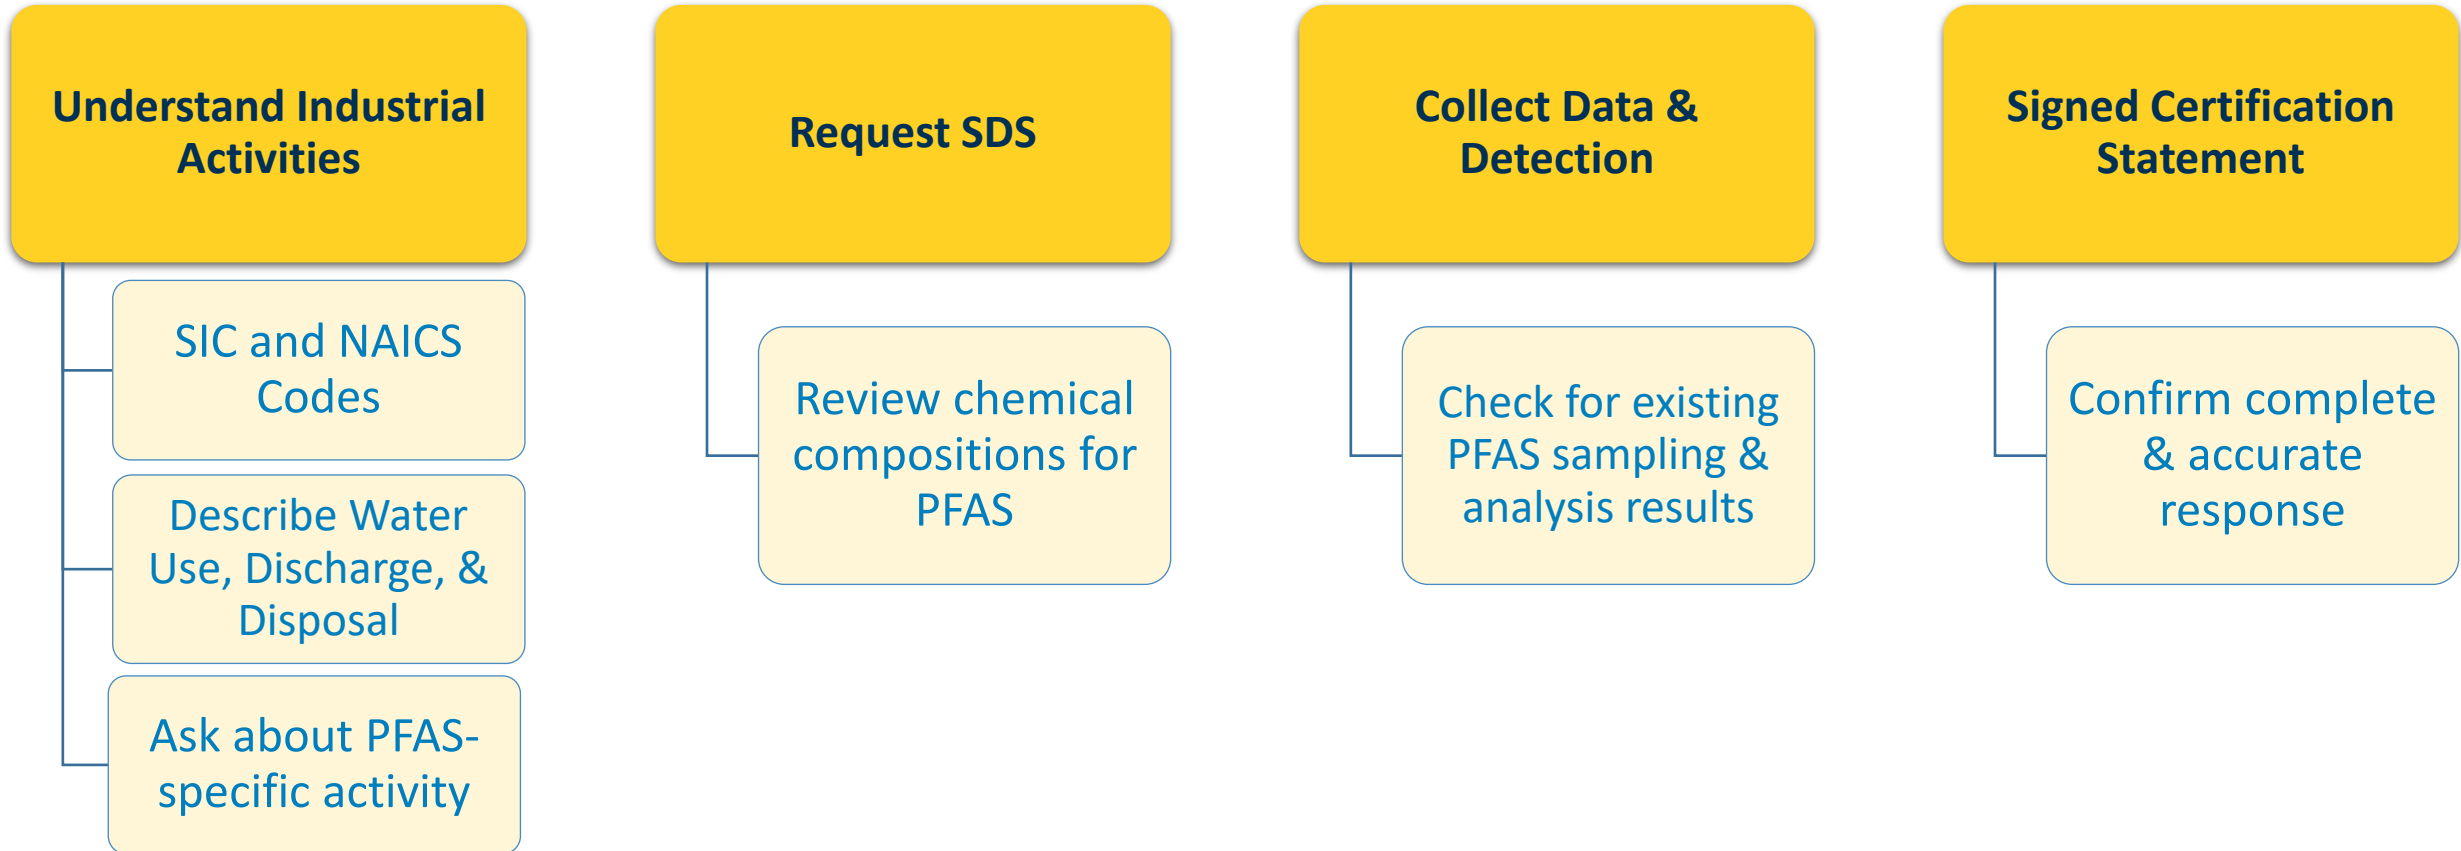 Understand Industrial
Activities
SIC and NAICS
Codes
Describe Water
Use, Discharge, &
Disposal
Ask about PFAS-
specific activity
Request SDS
Review chemical
compositions for
PFAS
Collect Data &
Detection
Check for existing
PFAS sampling &
analysis results
Signed Certification
Statement
Confirm complete
& accurate
response